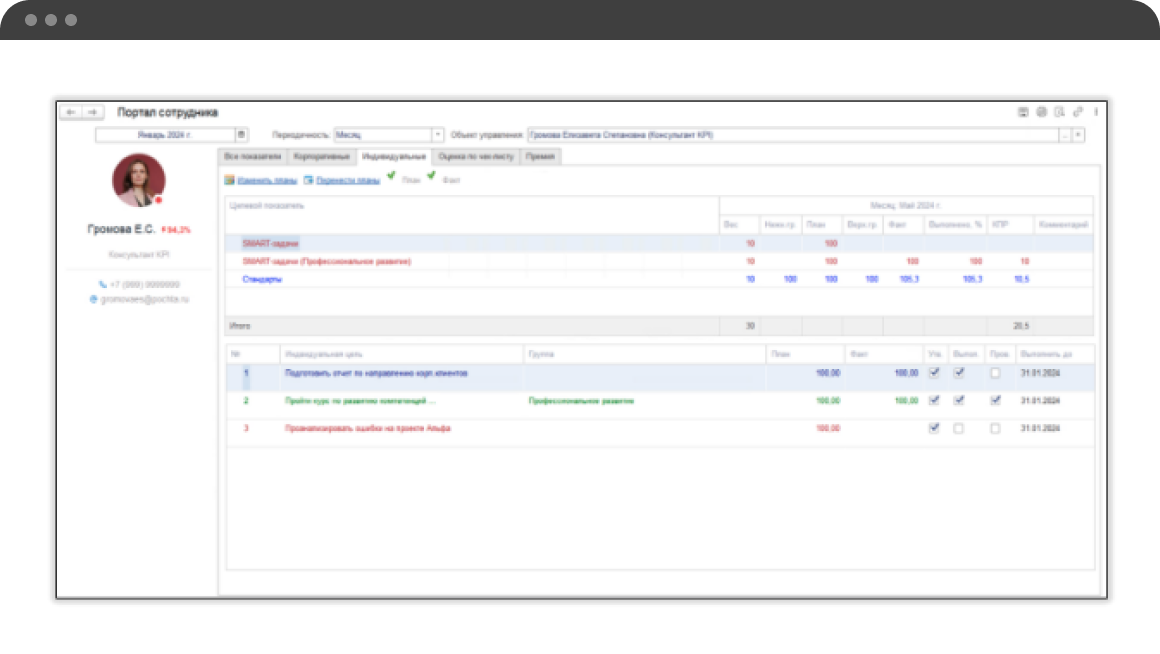 Портал сотрудника
Январь 2024 г. Периодичность: Месяц Объект управления: Громова Елизавета Степановна (Консультант KPI)
Все показатели Корпоративные Индивидуальные Оценка по чек-листу Премия
Изменить планы Перенести планы План Факт
Громова Е.С.
Консультант KPI
+7 (999) 9999999
gromovaes@pochta.ru
Целевой показатель Месяц: Май 2024 г.
Вес Нижн.гр. План Верх.гр. Факт Выполнено, % КПР Комментарий
SMART-задачи 10 100
SMART-задачи (Профессиональное развитие) 10 100 100 100 10
Стандарты 10 100 100 100 105,3 105,3 10,5
Итого 30 20,5
№ Индивидуальная цель Группа План Факт Утв. Выпол. Пров. Выполнить до
1 Подготовить отчет по направлению корп.клиентов 100,00 100,00 31.01.2024
2 Пройти курс по развитию компетенций ... Профессиональное развитие 100,00 100,00 31.01.2024
3 Проанализировать ошибки на проекте Альфа 100,00 31.01.2024